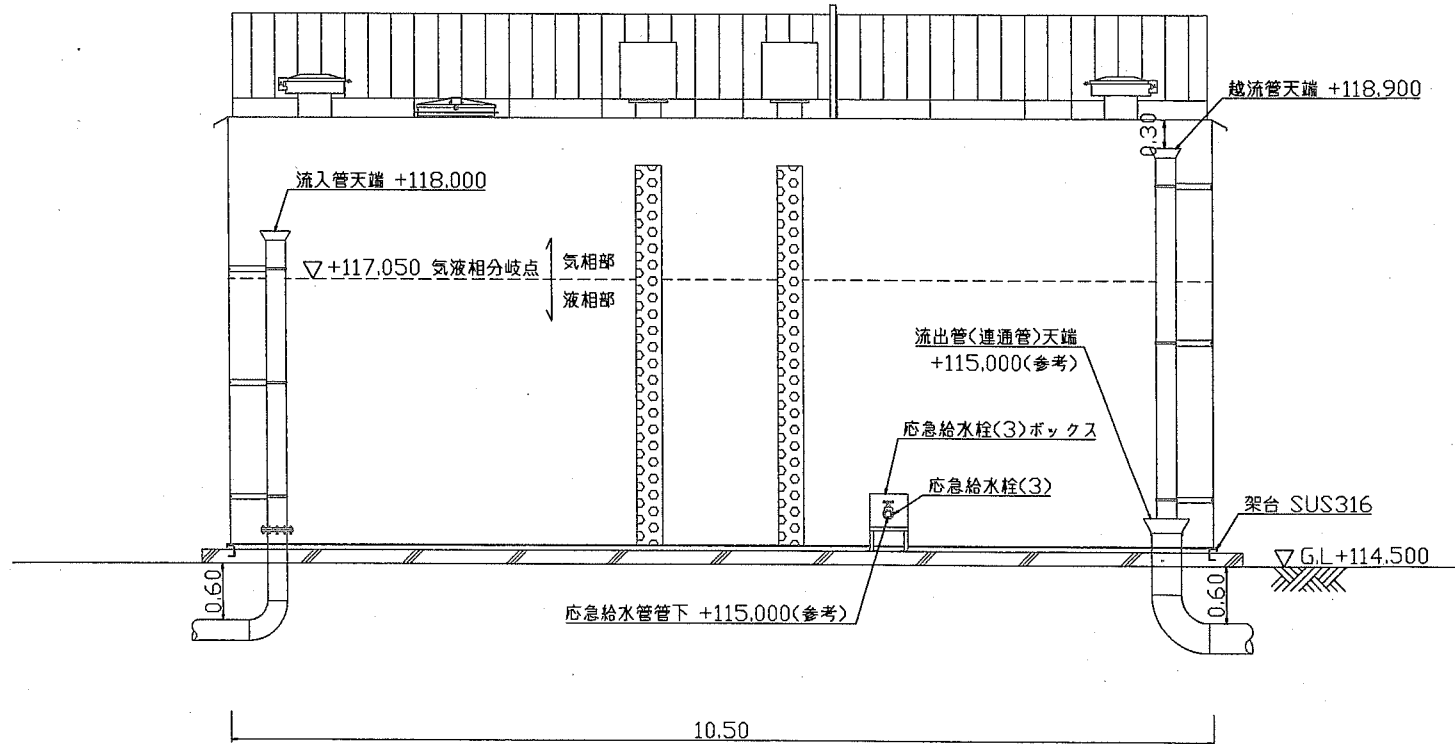 越流管天端 +118,900
0,30
流入管天端 +118,000
▽ +117,050 気液相分岐点
気相部
液相部
流出管(連通管)天端
+115,000(参考)
応急給水栓(3)ボックス
応急給水栓(3)
架台 SUS316
▽ G,L+114,500
0,60
0,60
応急給水管管下 +115,000(参考)
10,50